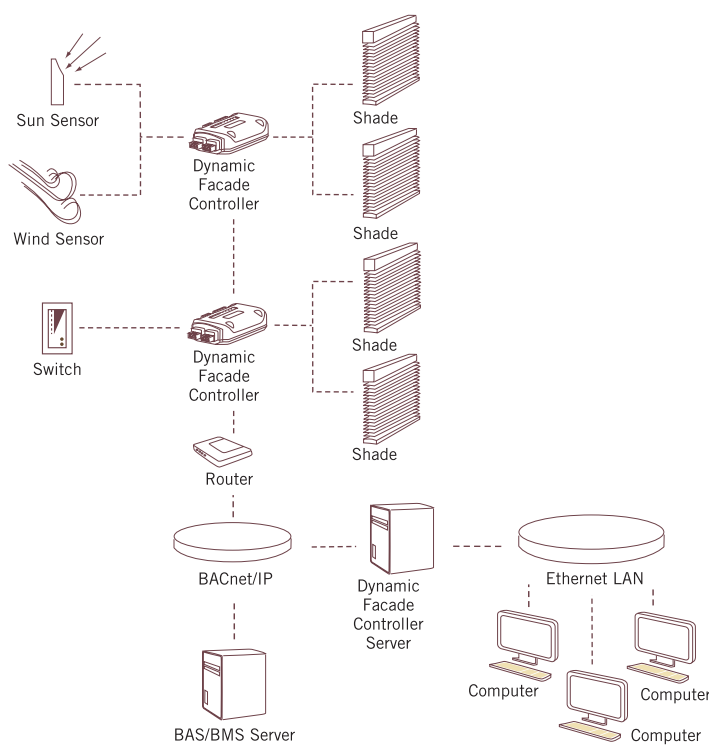 Sun Sensor
Shade
Dynamic
Facade
Controller
Wind Sensor
Shade
Switch
Dynamic
Facade
Controller
Shade
Shade
Router
BACnet/IP
Dynamic
Facade
Controller
Server
Ethernet LAN
Computer
Computer
Computer
BAS/BMS Server